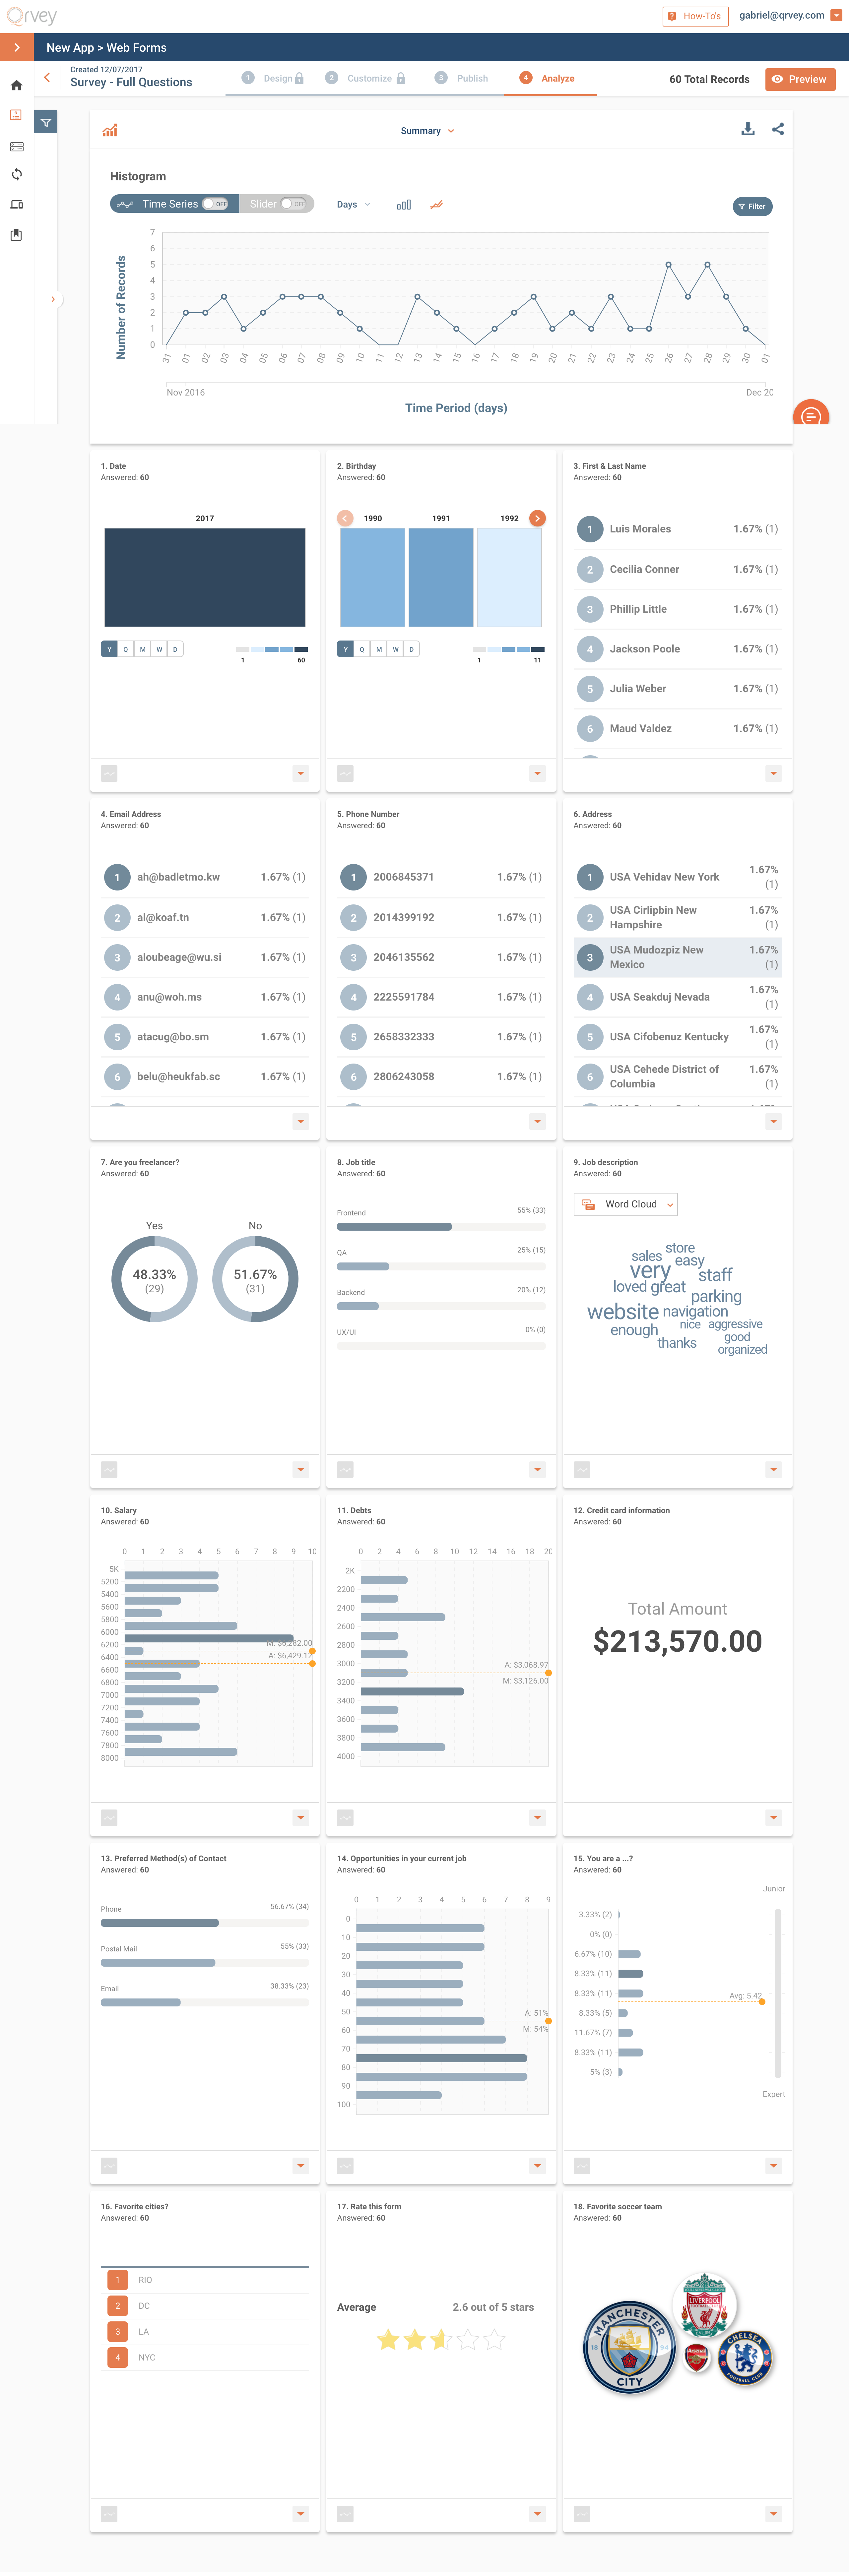 Qrvey
How-To's
gabriel@qrvey.com
New App > Web Forms
Created 12/07/2017
Survey - Full Questions
1 Design
2 Customize
3 Publish
4 Analyze
60 Total Records
Preview
Summary
Histogram
Time Series OFF
Slider OFF
Days
Filter
Number of Records
7
6
5
4
3
2
1
0
31 01 02 03 04 05 06 07 08 09 10 11 12 13 14 15 16 17 18 19 20 21 22 23 24 25 26 27 28 29 30 01
Nov 2016
Dec 20
Time Period (days)
1. Date
Answered: 60
2017
Y Q M W D
1 60
2. Birthday
Answered: 60
1990 1991 1992
Y Q M W D
1 11
3. First & Last Name
Answered: 60
1 Luis Morales 1.67% (1)
2 Cecilia Conner 1.67% (1)
3 Phillip Little 1.67% (1)
4 Jackson Poole 1.67% (1)
5 Julia Weber 1.67% (1)
6 Maud Valdez 1.67% (1)
4. Email Address
Answered: 60
1 ah@badletmo.kw 1.67% (1)
2 al@koaf.tn 1.67% (1)
3 aloubeage@wu.si 1.67% (1)
4 anu@woh.ms 1.67% (1)
5 atacug@bo.sm 1.67% (1)
6 belu@heukfab.sc 1.67% (1)
5. Phone Number
Answered: 60
1 2006845371 1.67% (1)
2 2014399192 1.67% (1)
3 2046135562 1.67% (1)
4 2225591784 1.67% (1)
5 2658332333 1.67% (1)
6 2806243058 1.67% (1)
6. Address
Answered: 60
1 USA Vehidav New York 1.67% (1)
2 USA Cirlipbin New Hampshire 1.67% (1)
3 USA Mudozpiz New Mexico 1.67% (1)
4 USA Seakduj Nevada 1.67% (1)
5 USA Cifobenuz Kentucky 1.67% (1)
6 USA Cehede District of Columbia 1.67% (1)
7. Are you freelancer?
Answered: 60
Yes
48.33%
(29)
No
51.67%
(31)
8. Job title
Answered: 60
Frontend 55% (33)
QA 25% (15)
Backend 20% (12)
UX/UI 0% (0)
9. Job description
Answered: 60
Word Cloud
store
sales easy
very staff
loved great
parking
website navigation
enough nice aggressive
good
thanks organized
10. Salary
Answered: 60
0 1 2 3 4 5 6 7 8 9 10
5K
5200
5400
5600
5800
6000
6200
6400
6600
6800
7000
7200
7400
7600
7800
8000
M: $6,282.00
A: $6,429.12
11. Debts
Answered: 60
0 2 4 6 8 10 12 14 16 18 20
2K
2200
2400
2600
2800
3000
3200
3400
3600
3800
4000
A: $3,068.97
M: $3,126.00
12. Credit card information
Answered: 60
Total Amount
$213,570.00
13. Preferred Method(s) of Contact
Answered: 60
Phone 56.67% (34)
Postal Mail 55% (33)
Email 38.33% (23)
14. Opportunities in your current job
Answered: 60
0 1 2 3 4 5 6 7 8 9
0
10
20
30
40
50
60
70
80
90
100
A: 51%
M: 54%
15. You are a ...?
Answered: 60
Junior
3.33% (2)
0% (0)
6.67% (10)
8.33% (11)
8.33% (11)
8.33% (5)
11.67% (7)
8.33% (11)
5% (3)
Avg: 5.42
Expert
16. Favorite cities?
Answered: 60
1 RIO
2 DC
3 LA
4 NYC
17. Rate this form
Answered: 60
Average
2.6 out of 5 stars
18. Favorite soccer team
Answered: 60
MANCHESTER
18 94
CITY
LIVERPOOL
Arsenal
CHELSEA
FOOTBALL CLUB